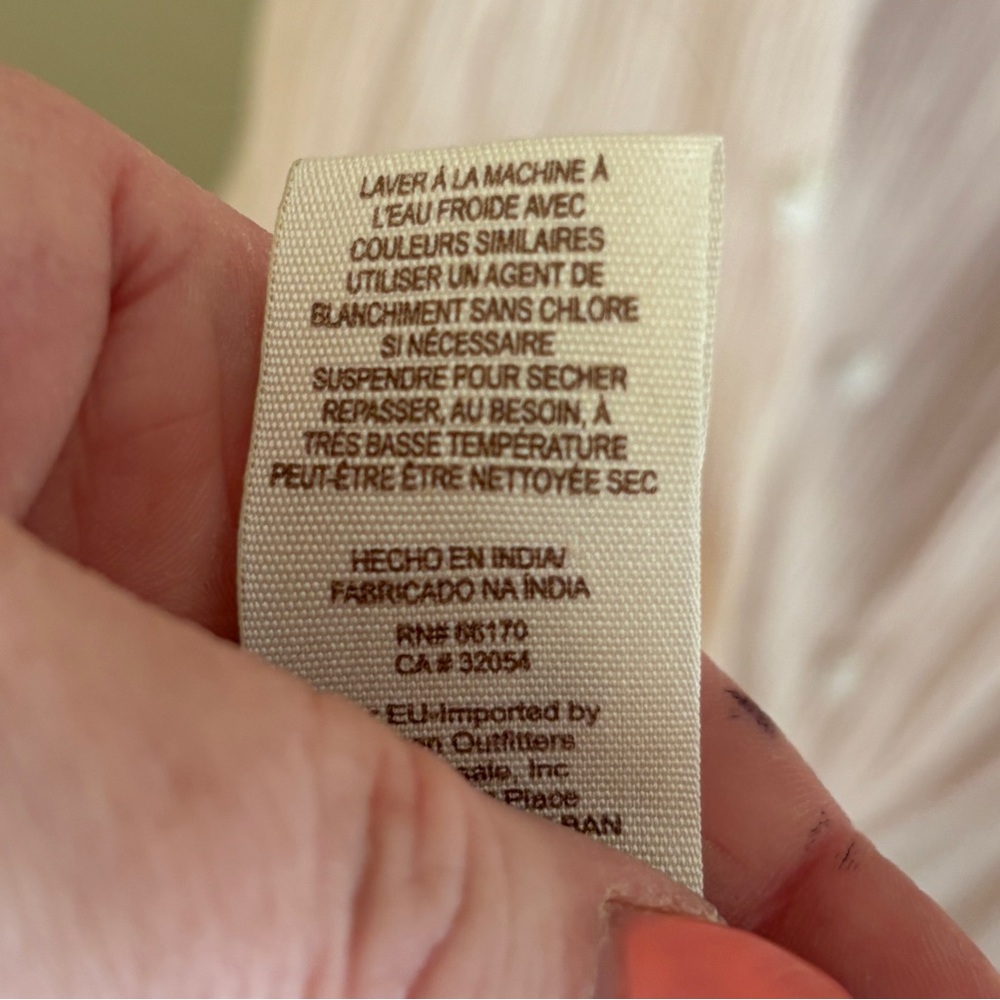 LAVER Á LA MACHINE Å
L'EAU FROIDE AVEC
COULEURS SIMILAIRES
UTILISER UN AGENT DE
BLANCHIMENT SANS CHLORE
SI NÉCESSAIRE
SUSPENDRE POUR SECHER
REPASSER, AU BESOIN, À
TRÉS BASSE TEMPÉRATURE
PEUT-ÊTRE ÊTRE NETTOYÉE SEC
HECHO EN INDIA/
FABRICADO NA ÍNDIA
RN# 66170
CA # 32054
EU-Imported by
Outfitters
Inc
Place